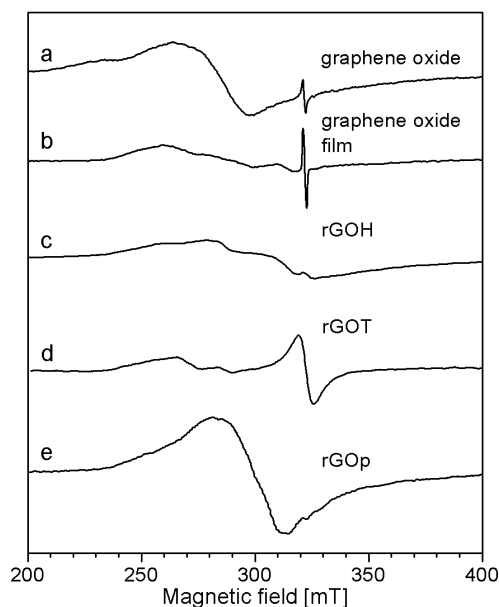 a
graphene oxide
graphene oxide
b
film
c
rGOH
d
rGOT
e
rGOp
200 250 300 350 400
Magnetic field [mT]